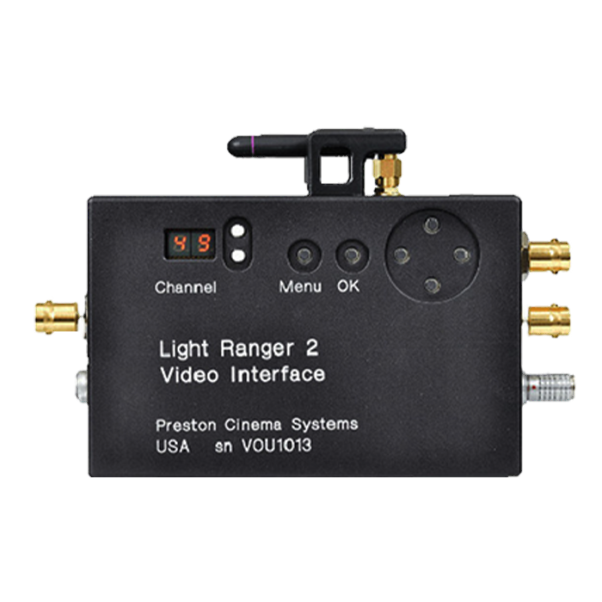 49
Channel
Menu OK
Light Ranger 2
Video Interface
Preston Cinema Systems
USA sn VOU1013